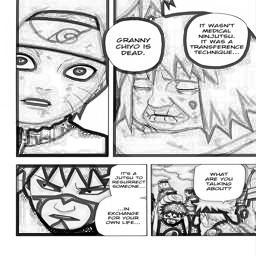 GRANNY
CHIYO IS
DEAD.
IT WASN'T
MEDICAL
NINJUTSU.
IT WAS A
TRANSFERENCE
TECHNIQUE...
IT'S A
JUTSU TO
RESURRECT
SOMEONE...
...IN
EXCHANGE
FOR YOUR
OWN LIFE...
WHAT
ARE YOU
TALKING
ABOUT?